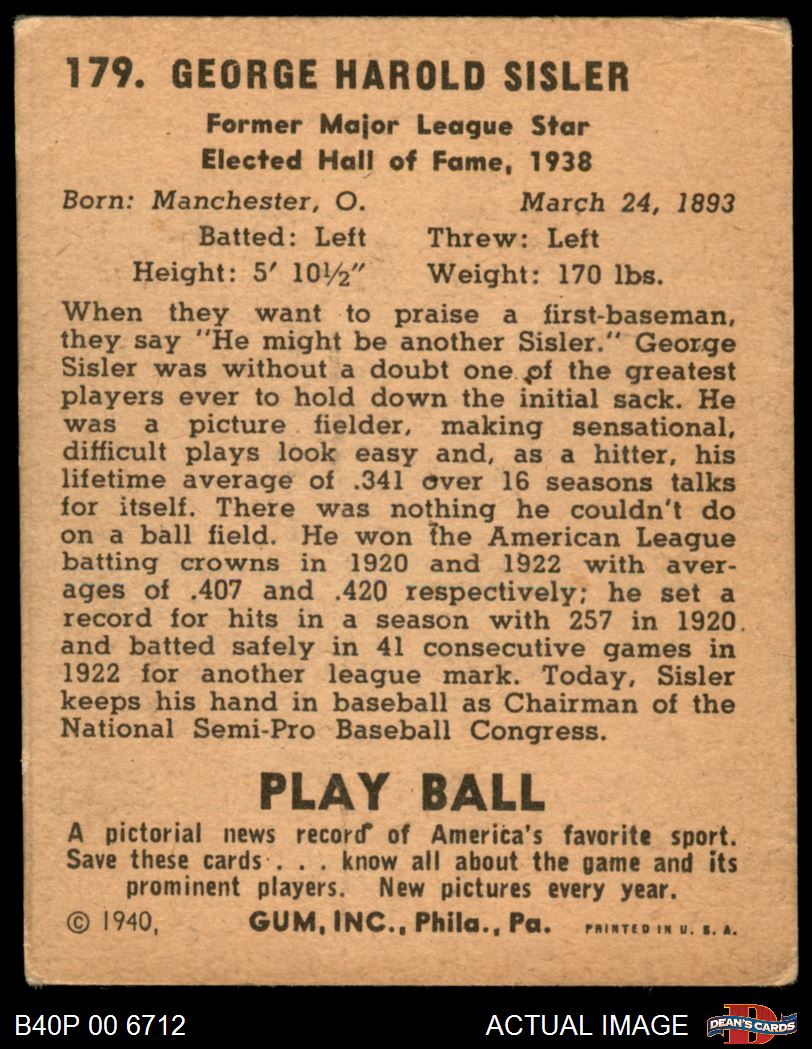 179. GEORGE HAROLD SISLER
Former Major League Star
Elected Hall of Fame, 1938
Born: Manchester, O. March 24, 1893
Batted: Left Threw: Left
Height: 5' 10½" Weight: 170 lbs.
When they want to praise a first-baseman,
they say "He might be another Sisler." George
Sisler was without a doubt one of the greatest
players ever to hold down the initial sack. He
was a picture fielder, making sensational,
difficult plays look easy and, as a hitter, his
lifetime average of .341 over 16 seasons talks
for itself. There was nothing he couldn't do
on a ball field. He won the American League
batting crowns in 1920 and 1922 with aver-
ages of .407 and .420 respectively; he set a
record for hits in a season with 257 in 1920.
and batted safely in 41 consecutive games in
1922 for another league mark. Today, Sisler
keeps his hand in baseball as Chairman of the
National Semi-Pro Baseball Congress.
PLAY BALL
A pictorial news record of America's favorite sport.
Save these cards . . . know all about the game and its
prominent players. New pictures every year.
© 1940, GUM, INC., Phila., Pa. PRINTED IN U. S. A.
B40P 00 6712 ACTUAL IMAGE DEAN'S CARDS